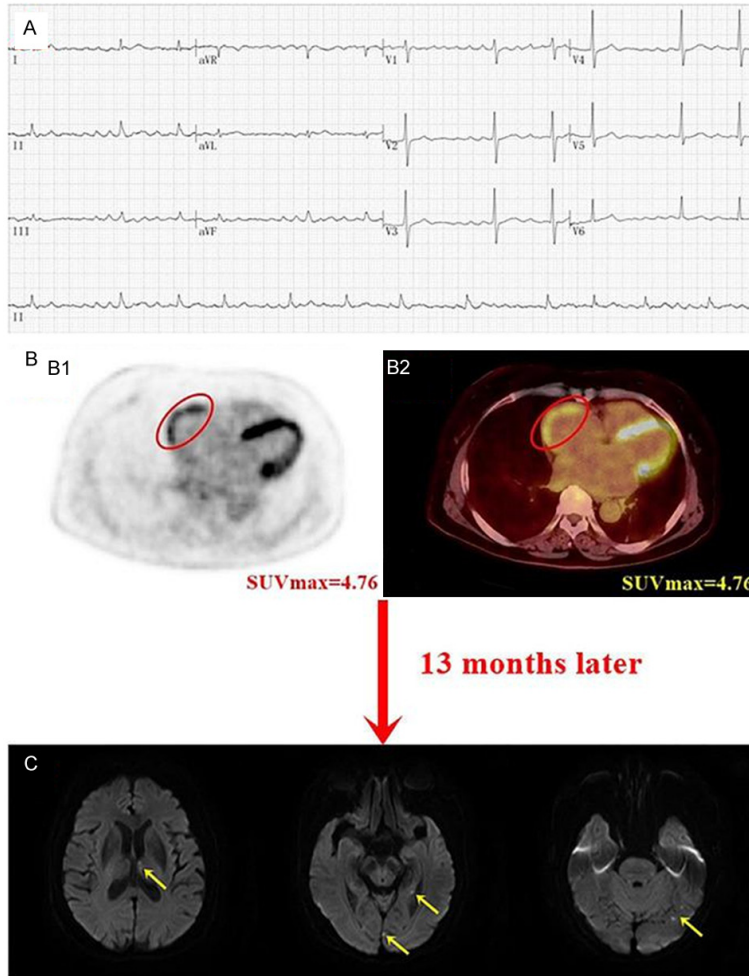 A
I aVR V1 V4
II aVL V2 V5
III aVF V3 V6
II
B
B1
B2
SUVmax=4.76
SUVmax=4.76
13 months later
C